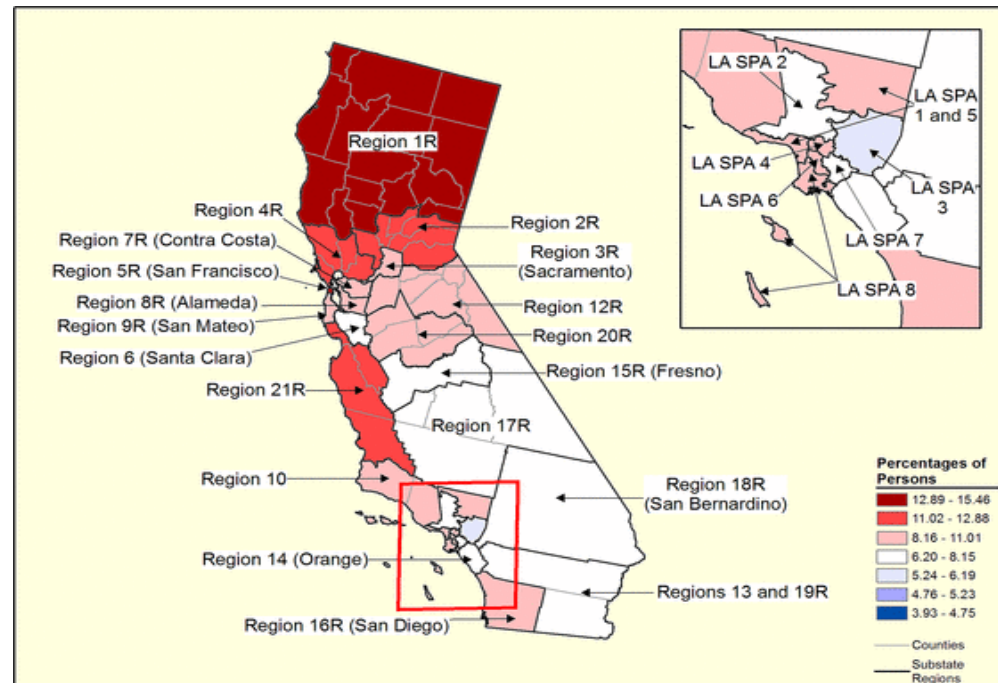 Region 1R
Region 4R
Region 7R (Contra Costa)
Region 5R (San Francisco)
Region 8R (Alameda)
Region 9R (San Mateo)
Region 6 (Santa Clara)
Region 21R
Region 10
Region 14 (Orange)
Region 16R (San Diego)
Region 2R
Region 3R
(Sacramento)
Region 12R
Region 20R
Region 15R (Fresno)
Region 17R
Region 18R
(San Bernardino)
Regions 13 and 19R
LA SPA 2
LA SPA
1 and 5
LA SPA 4
LA SPA 6
LA SPA
3
LA SPA 7
LA SPA 8
Percentages of
Persons
12.89 - 15.46
11.02 - 12.88
8.16 - 11.01
6.20 - 8.15
5.24 - 6.19
4.76 - 5.23
3.93 - 4.75
Counties
Substate
Regions